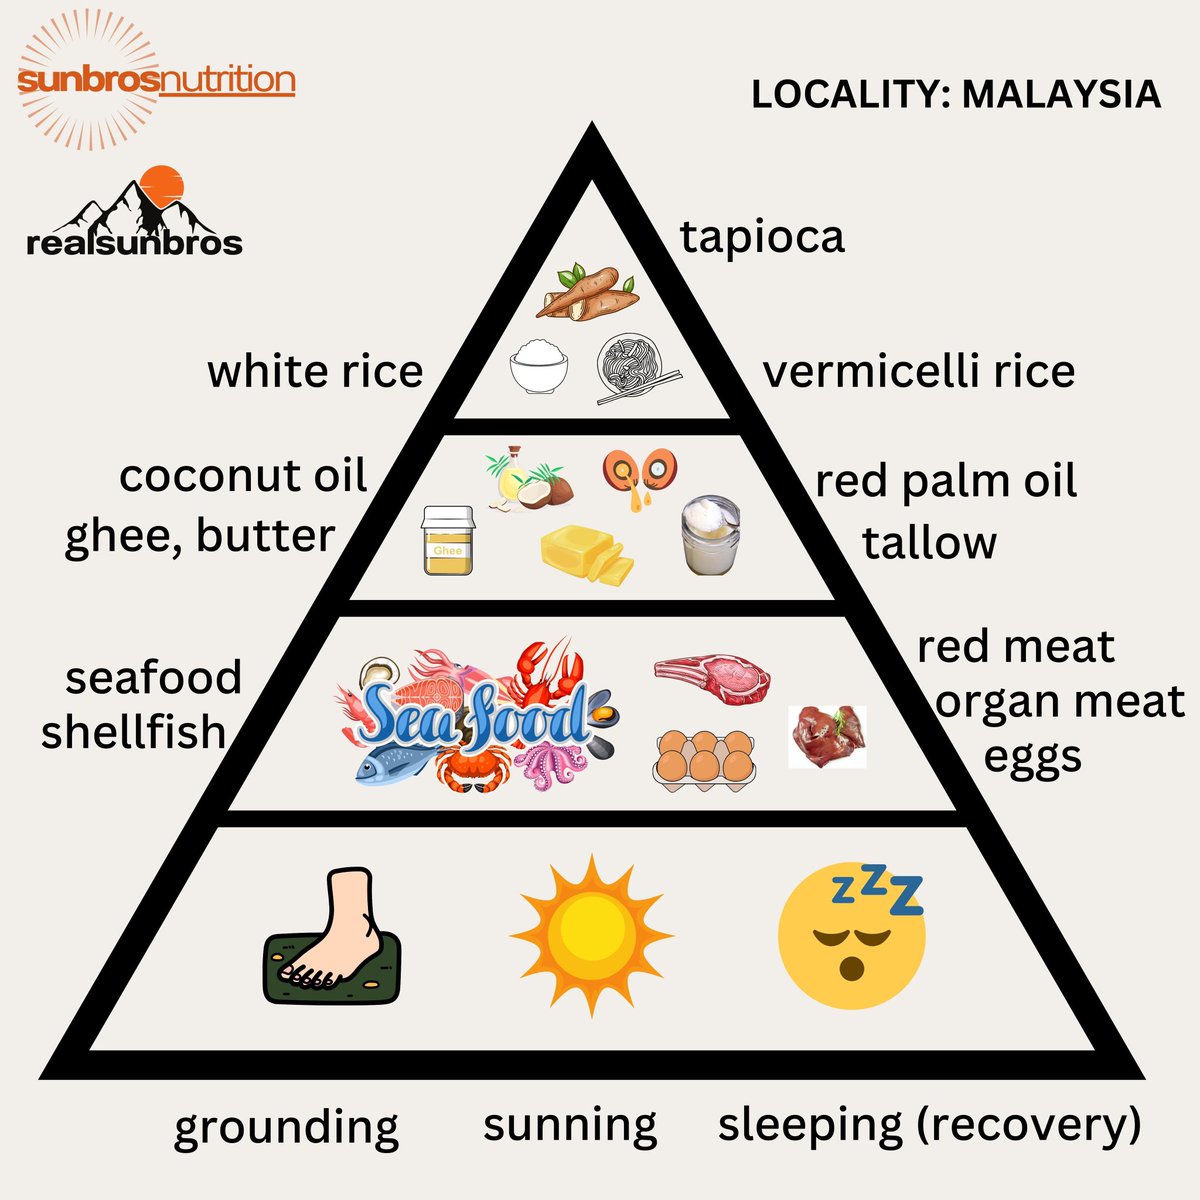 sunbrosnutrition
LOCALITY: MALAYSIA
realsunbros
tapioca
white rice
vermicelli rice
coconut oil
ghee, butter
red palm oil
tallow
Ghee
seafood
shellfish
Sea food
red meat
organ meat
eggs
z z z
grounding
sunning
sleeping (recovery)